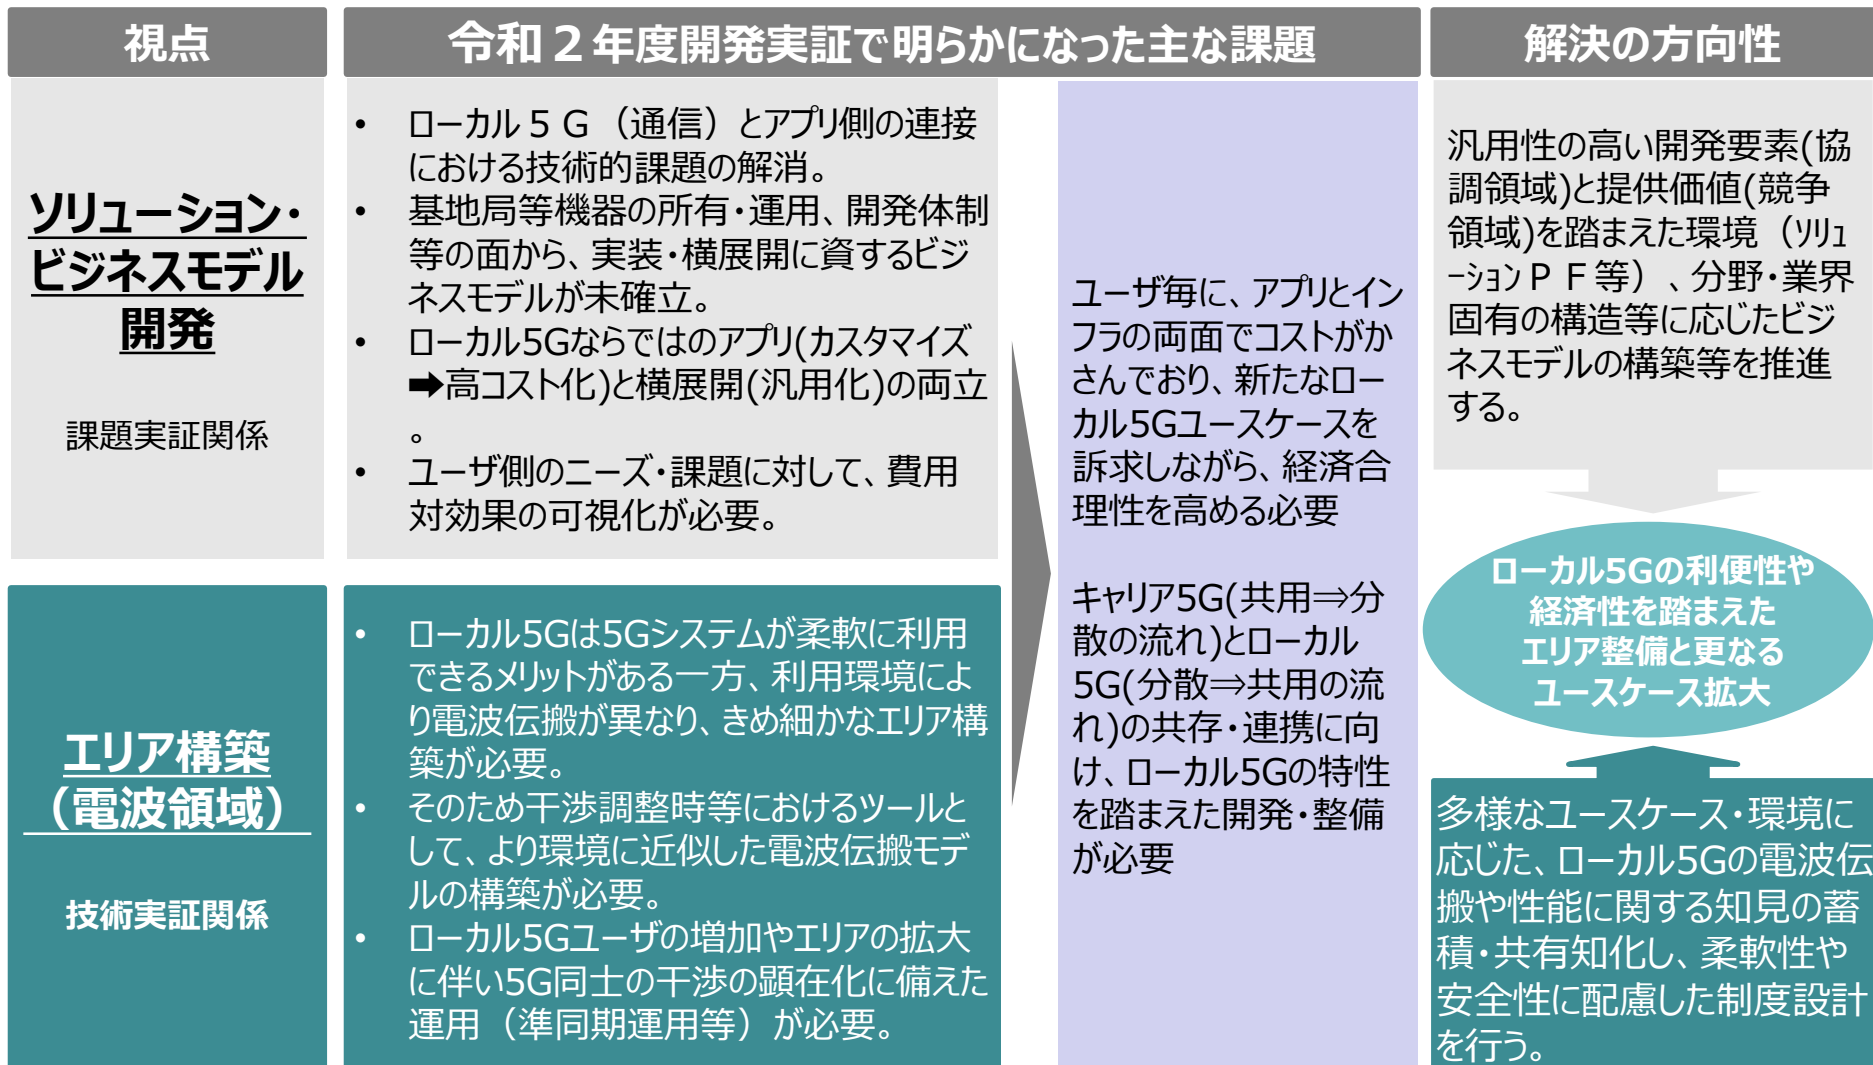 視点
令和２年度開発実証で明らかになった主な課題
解決の方向性
ソリューション・
ビジネスモデル
開発
課題実証関係
• ローカル５Ｇ（通信）とアプリ側の連接
における技術的課題の解消。
• 基地局等機器の所有・運用、開発体制
等の面から、実装・横展開に資するビジ
ネスモデルが未確立。
• ローカル5Gならではのアプリ(カスタマイズ
➡高コスト化)と横展開(汎用化)の両立
。
• ユーザ側のニーズ・課題に対して、費用
対効果の可視化が必要。
エリア構築
（電波領域）
技術実証関係
• ローカル5Gは5Gシステムが柔軟に利用
できるメリットがある一方、利用環境によ
り電波伝搬が異なり、きめ細かなエリア構
築が必要。
• そのため干渉調整時等におけるツールと
して、より環境に近似した電波伝搬モデ
ルの構築が必要。
• ローカル5Gユーザの増加やエリアの拡大
に伴い5G同士の干渉の顕在化に備えた
運用（準同期運用等）が必要。
ユーザ毎に、アプリとイン
フラの両面でコストがか
さんでおり、新たなロー
カル5Gユースケースを
訴求しながら、経済合
理性を高める必要
キャリア5G(共用⇒分
散の流れ)とローカル
5G(分散⇒共用の流
れ)の共存・連携に向
け、ローカル5Gの特性
を踏まえた開発・整備
が必要
汎用性の高い開発要素(協
調領域)と提供価値(競争
領域)を踏まえた環境（ｿﾘｭ
ｰｼｮﾝＰＦ等）、分野・業界
固有の構造等に応じたビジ
ネスモデルの構築等を推進
する。
ローカル5Gの利便性や
経済性を踏まえた
エリア整備と更なる
ユースケース拡大
多様なユースケース・環境に
応じた、ローカル5Gの電波伝
搬や性能に関する知見の蓄
積・共有知化し、柔軟性や
安全性に配慮した制度設計
を行う。